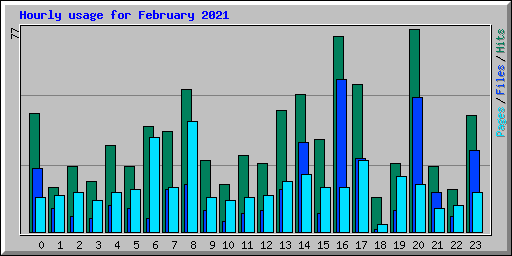 Hourly usage for February 2021
77
Pages / Files / Hits
0 1 2 3 4 5 6 7 8 9 10 11 12 13 14 15 16 17 18 19 20 21 22 23